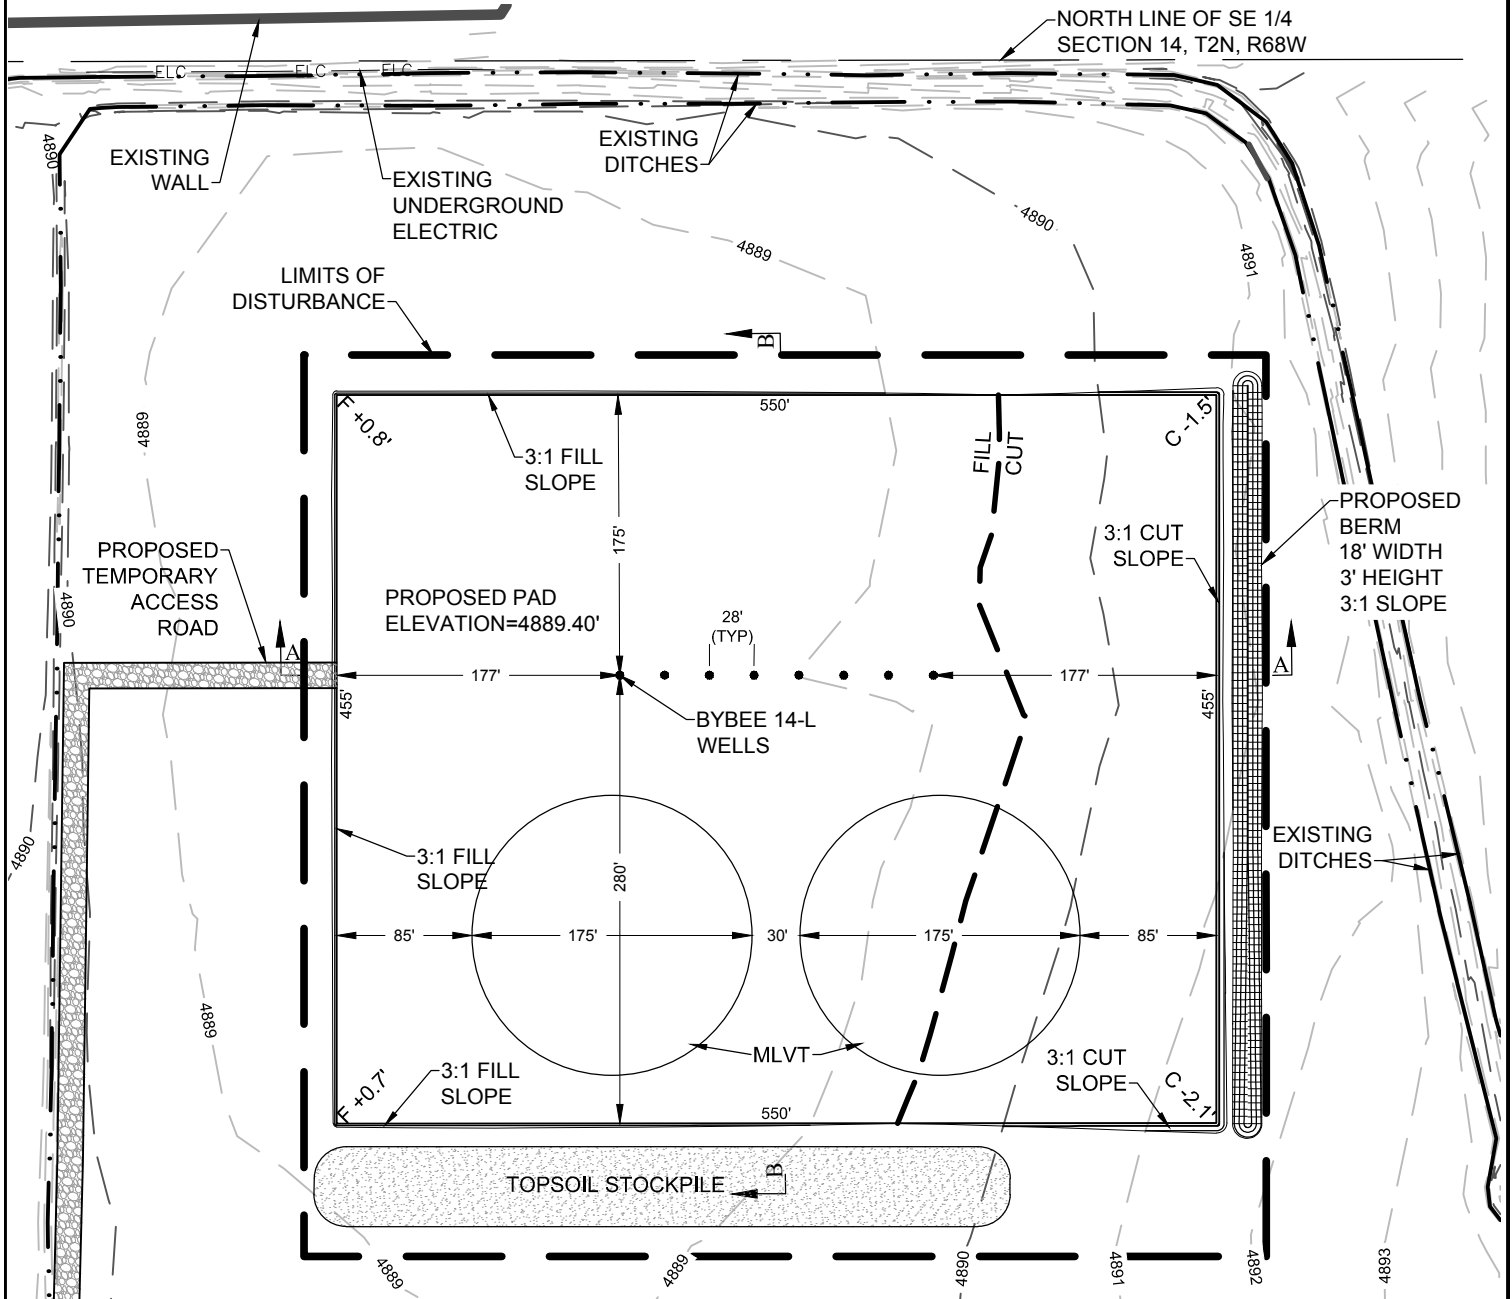 NORTH LINE OF SE 1/4
SECTION 14, T2N, R68W
ELC
ELC
ELC
EXISTING
WALL
EXISTING
UNDERGROUND
ELECTRIC
EXISTING
DITCHES
4890
4889
4890
4891
LIMITS OF
DISTURBANCE
B
550'
F +0.8'
C -1.5'
3:1 FILL
SLOPE
FILL
CUT
4889
175'
3:1 CUT
SLOPE
PROPOSED
BERM
18' WIDTH
3' HEIGHT
3:1 SLOPE
PROPOSED
TEMPORARY
ACCESS
ROAD
4890
PROPOSED PAD
ELEVATION=4889.40'
28'
(TYP)
A
A
177'
177'
455'
455'
BYBEE 14-L
WELLS
4890
3:1 FILL
SLOPE
280'
EXISTING
DITCHES
85'
175'
30'
175'
85'
4889
MLVT
3:1 FILL
SLOPE
3:1 CUT
SLOPE
F +0.7'
C -2.1'
550'
TOPSOIL STOCKPILE
B
4889
4889
4890
4891
4892
4893